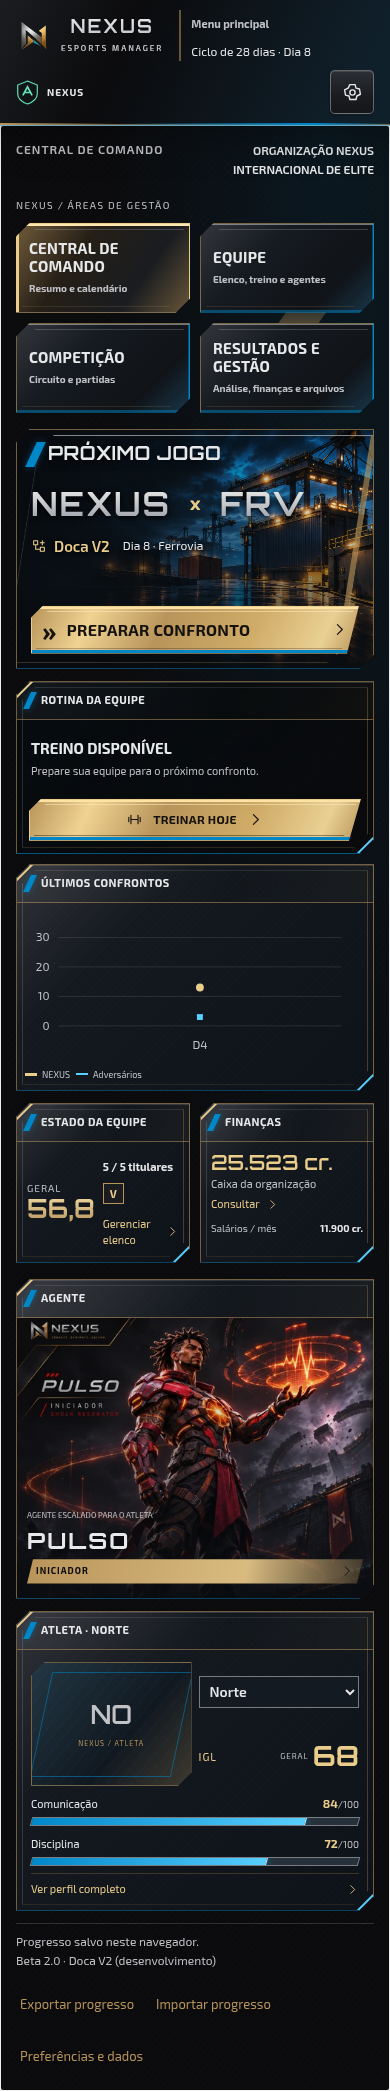 NEXUS
ESPORTS MANAGER
Menu principal
Ciclo de 28 dias · Dia 8
NEXUS
CENTRAL DE COMANDO
ORGANIZAÇÃO NEXUS
INTERNACIONAL DE ELITE
NEXUS / ÁREAS DE GESTÃO
CENTRAL DE
COMANDO
Resumo e calendário
EQUIPE
Elenco, treino e agentes
COMPETIÇÃO
Circuito e partidas
RESULTADOS E
GESTÃO
Análise, finanças e arquivos
PRÓXIMO JOGO
NEXUS x FRV
Doca V2 Dia 8 · Ferrovia
» PREPARAR CONFRONTO
ROTINA DA EQUIPE
TREINO DISPONÍVEL
Prepare sua equipe para o próximo confronto.
TREINAR HOJE
ÚLTIMOS CONFRONTOS
30
20
10
0
D4
NEXUS Adversários
ESTADO DA EQUIPE
GERAL
56,8
5 / 5 titulares
V
Gerenciar
elenco
FINANÇAS
25.523 cr.
Caixa da organização
Consultar
Salários / mês 11.900 cr.
AGENTE
NEXUS
PULSO
INICIADOR
AGENTE ESCALADO PARA O ATLETA
PULSO
INICIADOR
ATLETA · NORTE
NO
NEXUS / ATLETA
Norte
IGL
GERAL 68
Comunicação 84/100
Disciplina 72/100
Ver perfil completo
Progresso salvo neste navegador.
Beta 2.0 · Doca V2 (desenvolvimento)
Exportar progresso Importar progresso
Preferências e dados